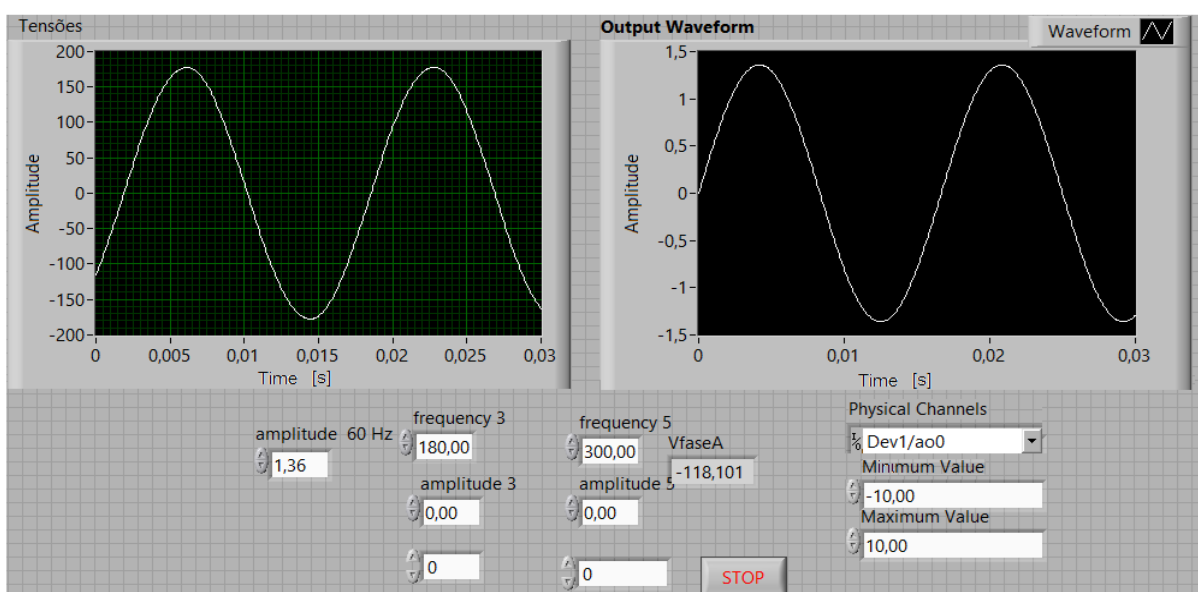 Tensões
200
150
100
50
0
-50
-100
-150
-200
Amplitude
0 0,005 0,01 0,015 0,02 0,025 0,03
Time [s]
Output Waveform
Waveform
1,5
1
0,5
0
-0,5
-1
-1,5
Amplitude
0 0,01 0,02 0,03
Time [s]
amplitude 60 Hz
1,36
frequency 3
180,00
amplitude 3
0,00
0
frequency 5
300,00
amplitude 5
0,00
0
VfaseA
-118,101
STOP
Physical Channels
I/0 Dev1/ao0
Minimum Value
-10,00
Maximum Value
10,00